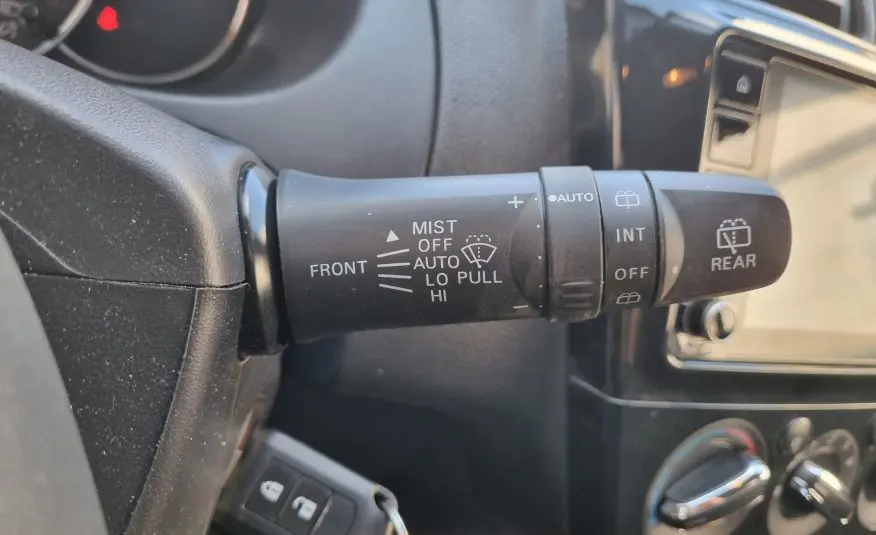 MIST
OFF
FRONT AUTO
LO PULL
HI
+
−
●AUTO
INT
OFF
REAR